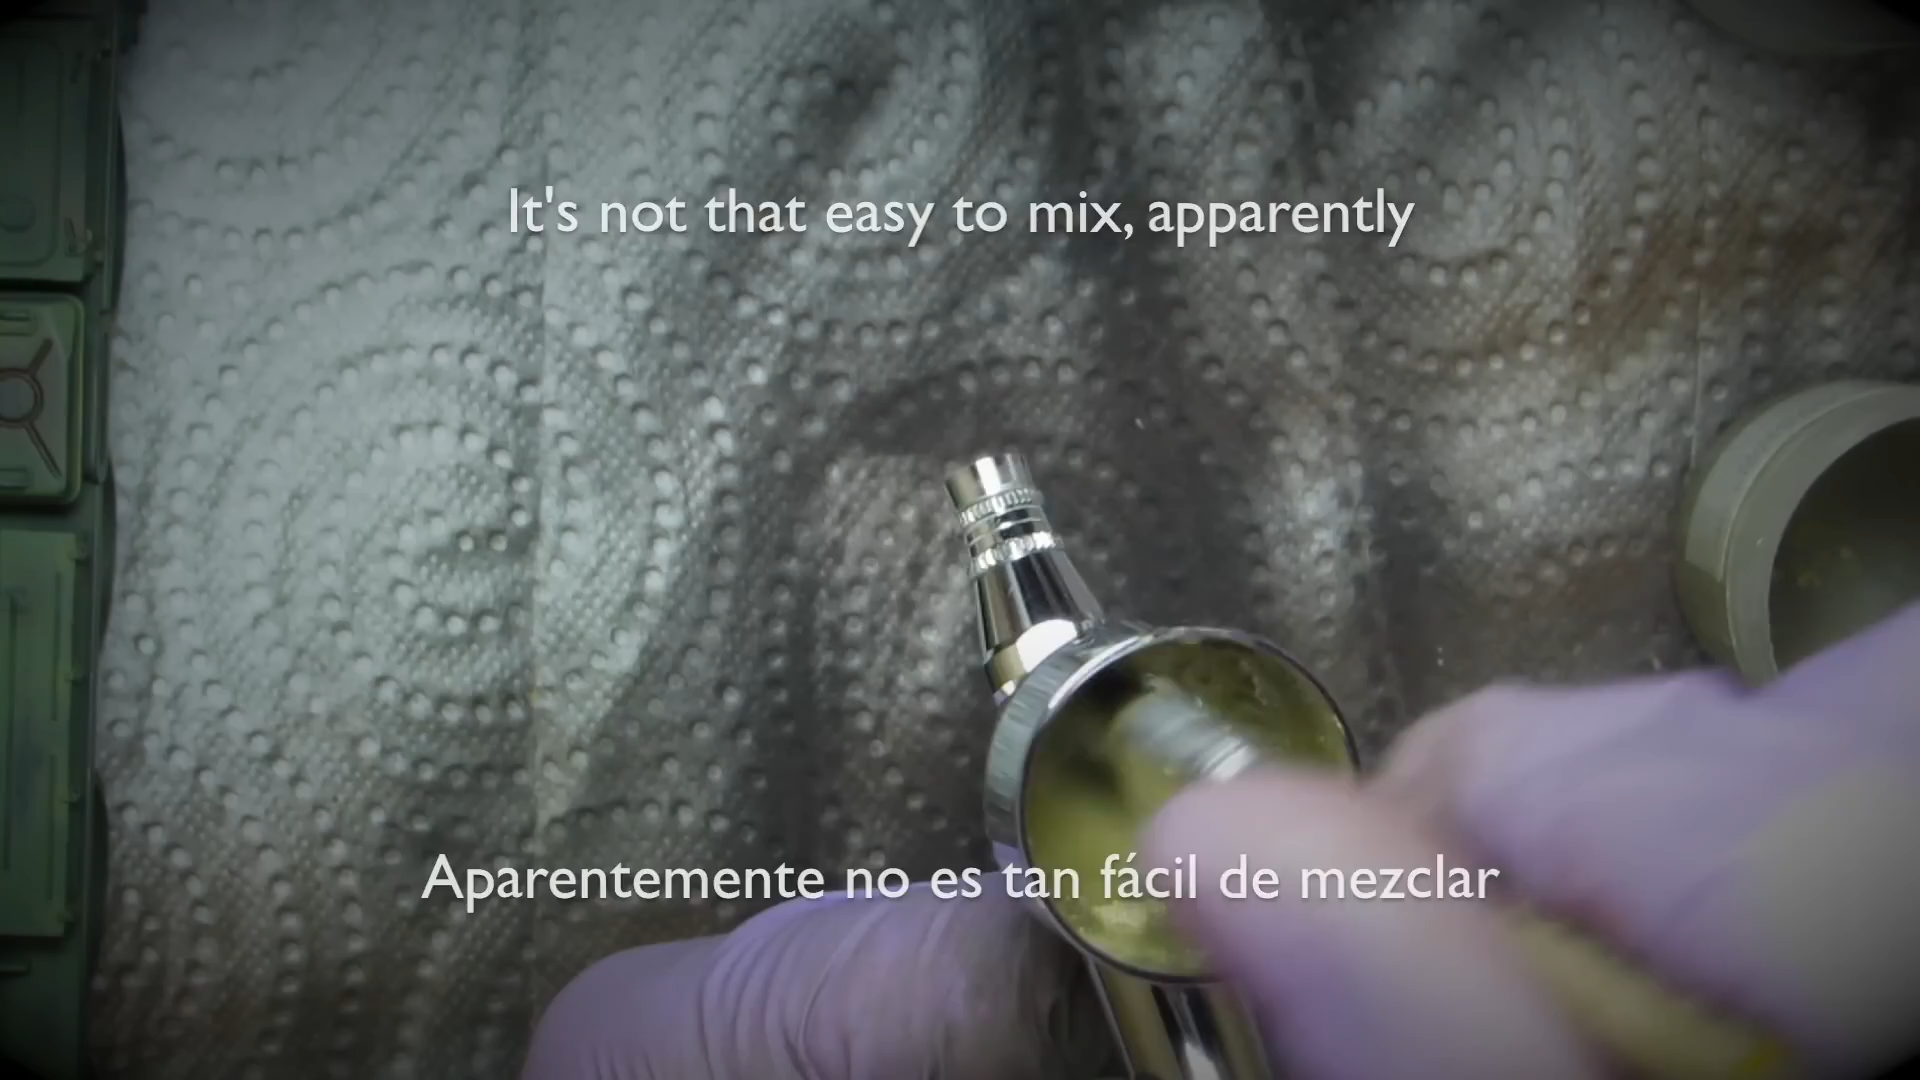 It's not that easy to mix, apparently
Aparentemente no es tan fácil de mezclar